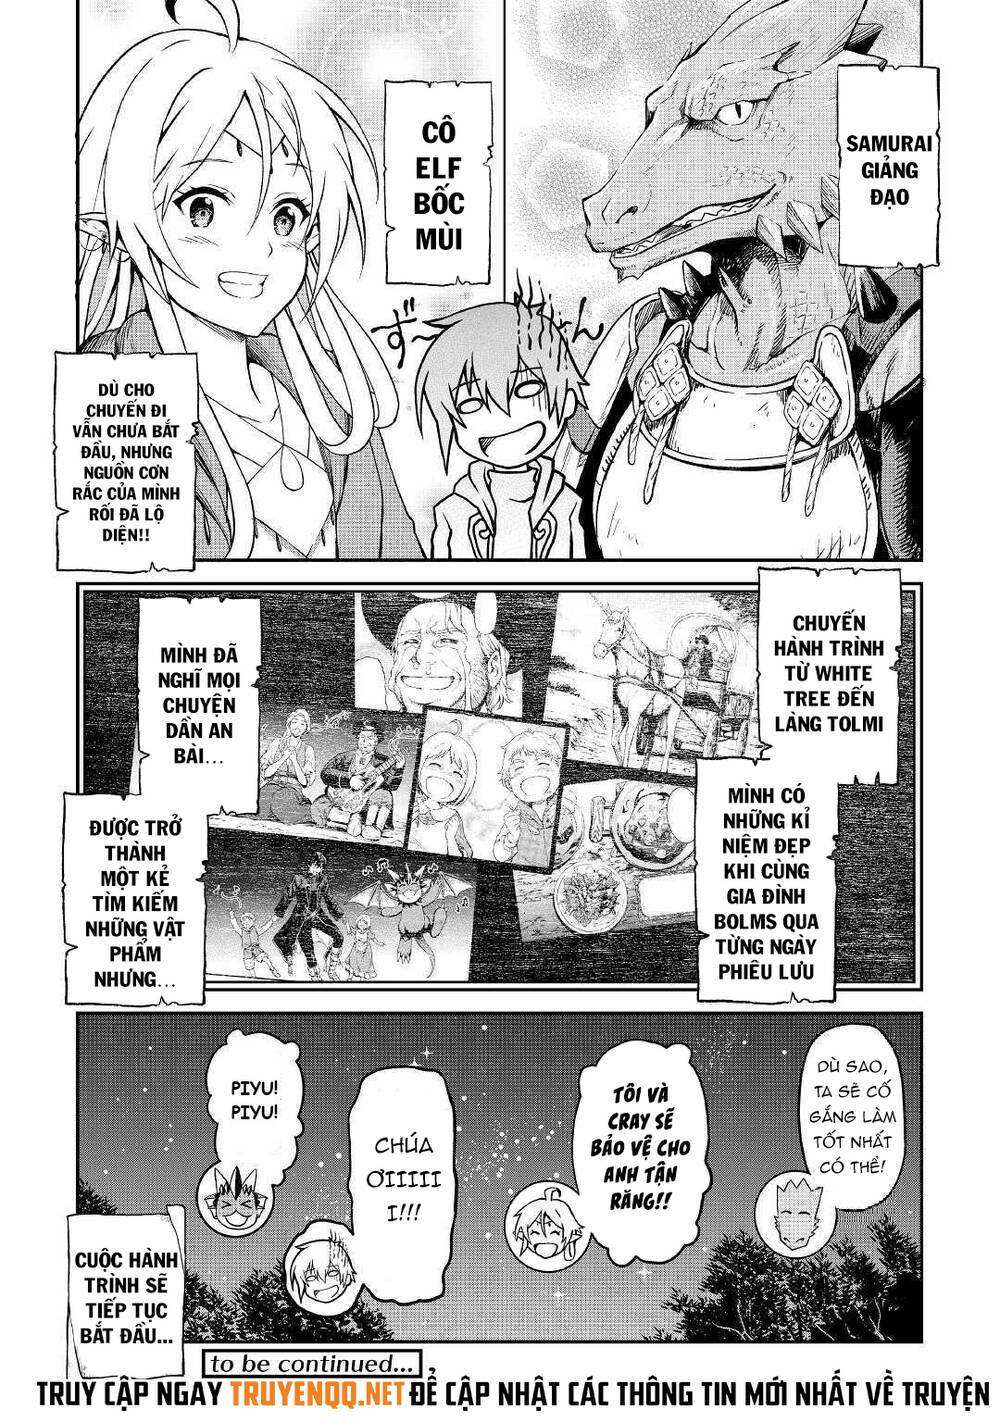 SAMURAI
GIẢNG
ĐẠO
CÔ
ELF
BỐC
MÙI
ず〜
ん
DÙ CHO
CHUYẾN ĐI
VẪN CHƯA BẮT
ĐẦU, NHƯNG
NGUỒN CƠN
RẮC CỦA MÌNH
RỐI ĐÃ LỘ
DIỆN!!
CHUYẾN
HÀNH TRÌNH
TỪ WHITE
TREE ĐẾN
LÀNG TOLMI
MÌNH CÓ
NHỮNG KỈ
NIỆM ĐẸP
KHI CÙNG
GIA ĐÌNH
BOLMS QUA
TỪNG NGÀY
PHIÊU LƯU
MÌNH ĐÃ
NGHĨ MỌI
CHUYỆN
DẦN AN
BÀI...
ĐƯỢC TRỞ
THÀNH
MỘT KẺ
TÌM KIẾM
NHỮNG VẬT
PHẨM
NHƯNG...
DÙ SAO,
TA SẼ CỐ
GẮNG LÀM
TỐT NHẤT
CÓ THỂ!
TÔI VÀ
CRAY SẼ
BẢO VỆ CHO
ANH TẬN
RĂNG!!
CHÚA
ƠIIIII
I!!!
PIYU!
PIYU!
CUỘC HÀNH
TRÌNH SẼ
TIẾP TỤC
BẮT ĐẦU...
to be continued...,
TRUY CẬP NGAY TRUYENQQ.NET ĐỂ CẬP NHẬT CÁC THÔNG TIN MỚI NHẤT VỀ TRUYỆN